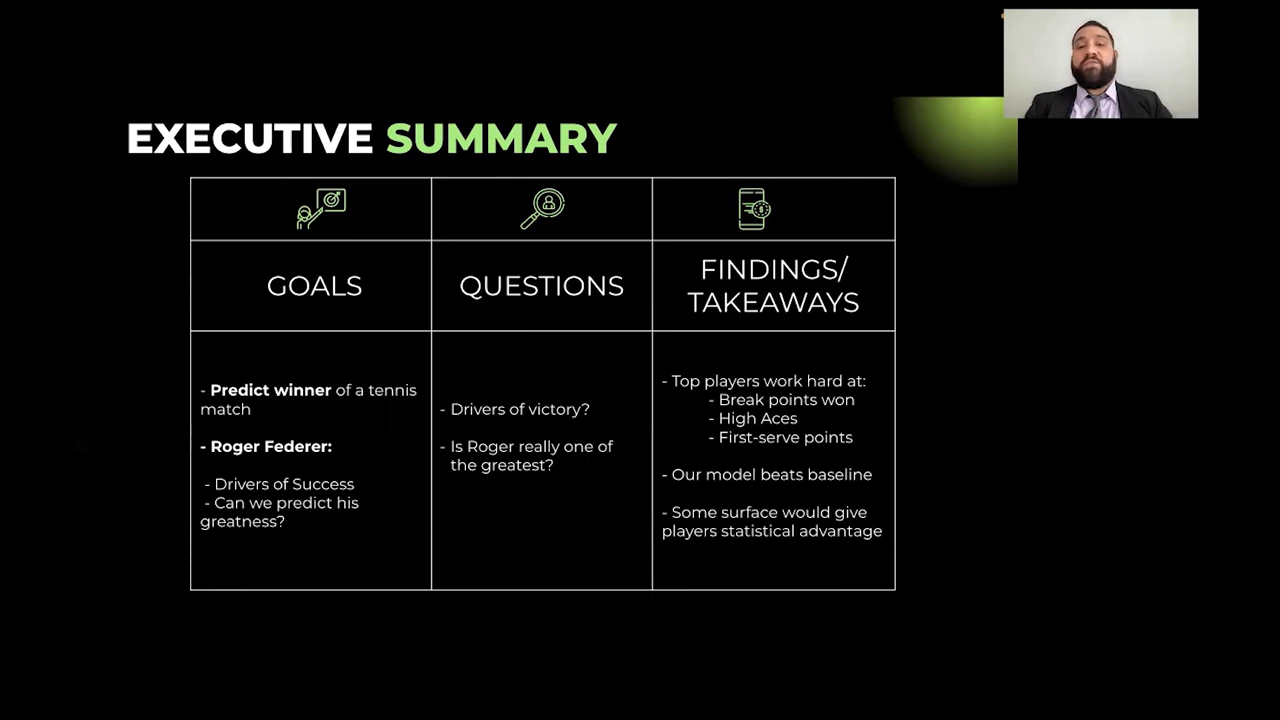 EXECUTIVE SUMMARY
GOALS
QUESTIONS
FINDINGS/
TAKEAWAYS
- Predict winner of a tennis
match
- Roger Federer:
- Drivers of Success
- Can we predict his
greatness?
- Drivers of victory?
- Is Roger really one of
the greatest?
- Top players work hard at:
- Break points won
- High Aces
- First-serve points
- Our model beats baseline
- Some surface would give
players statistical advantage